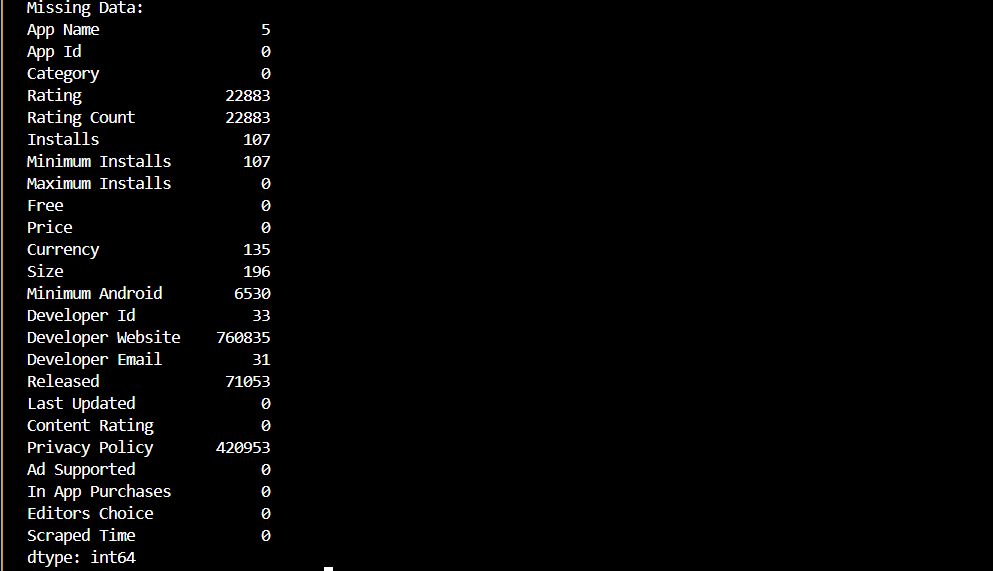 Missing Data:
App Name 5
App Id 0
Category 0
Rating 22883
Rating Count 22883
Installs 107
Minimum Installs 107
Maximum Installs 0
Free 0
Price 0
Currency 135
Size 196
Minimum Android 6530
Developer Id 33
Developer Website 760835
Developer Email 31
Released 71053
Last Updated 0
Content Rating 0
Privacy Policy 420953
Ad Supported 0
In App Purchases 0
Editors Choice 0
Scraped Time 0
dtype: int64